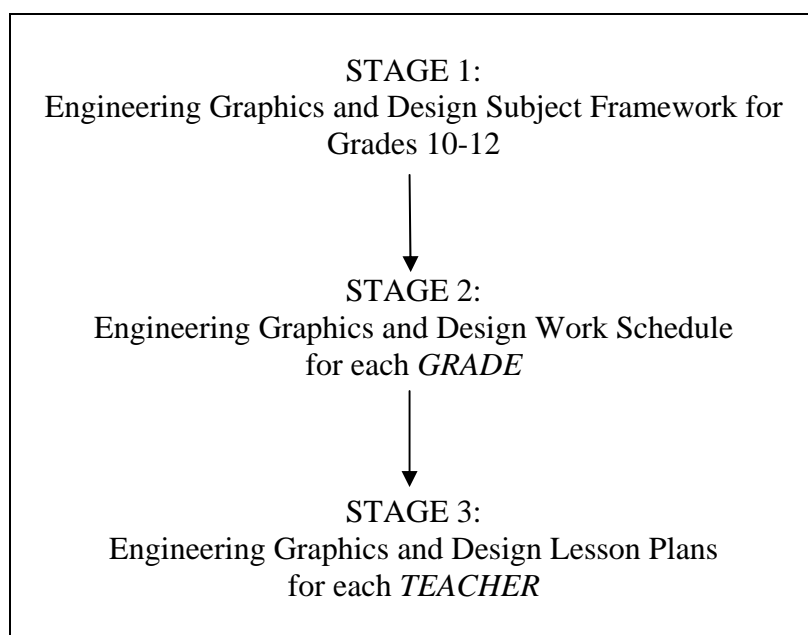 STAGE 1:
Engineering Graphics and Design Subject Framework for
Grades 10-12
STAGE 2:
Engineering Graphics and Design Work Schedule
for each GRADE
STAGE 3:
Engineering Graphics and Design Lesson Plans
for each TEACHER